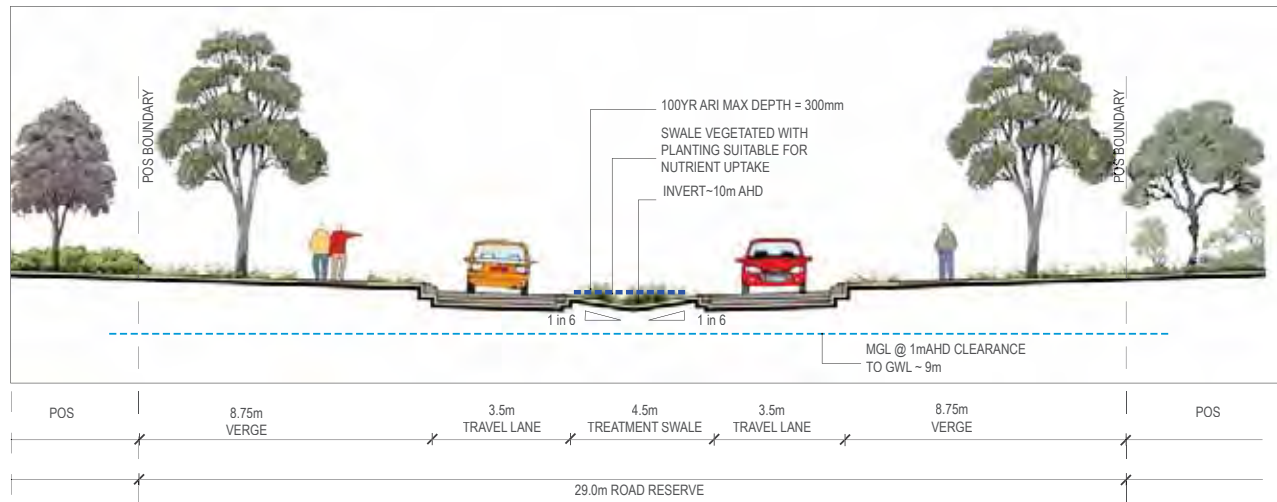 POS BOUNDARY
100YR ARI MAX DEPTH = 300mm
SWALE VEGETATED WITH
PLANTING SUITABLE FOR
NUTRIENT UPTAKE
INVERT~10m AHD
POS BOUNDARY
1 in 6
1 in 6
MGL @ 1mAHD CLEARANCE
TO GWL ~ 9m
POS
8.75m
VERGE
3.5m
TRAVEL LANE
4.5m
TREATMENT SWALE
3.5m
TRAVEL LANE
8.75m
VERGE
POS
29.0m ROAD RESERVE